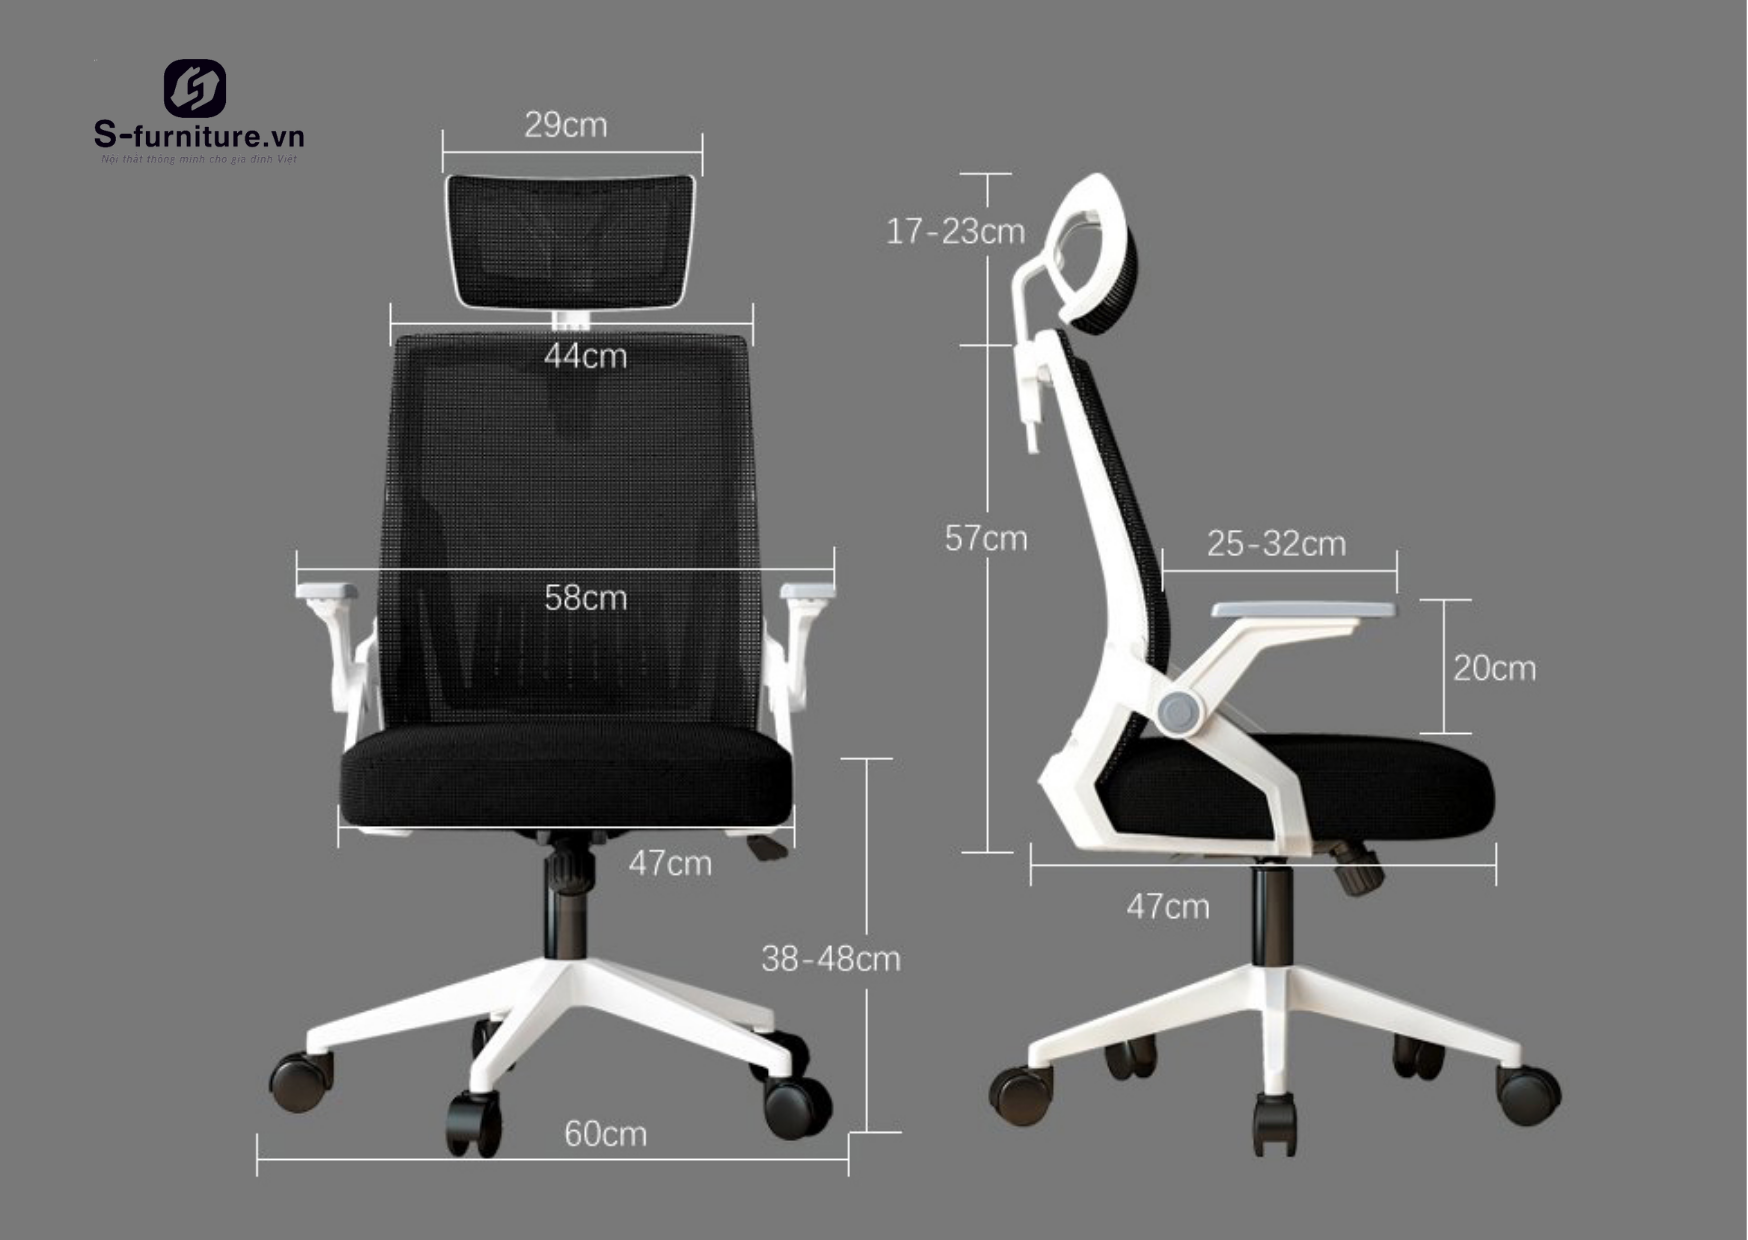 S-furniture.vn
Nội thất thông minh cho gia đình Việt
29cm
44cm
58cm
47cm
38-48cm
60cm
17-23cm
57cm
25-32cm
20cm
47cm